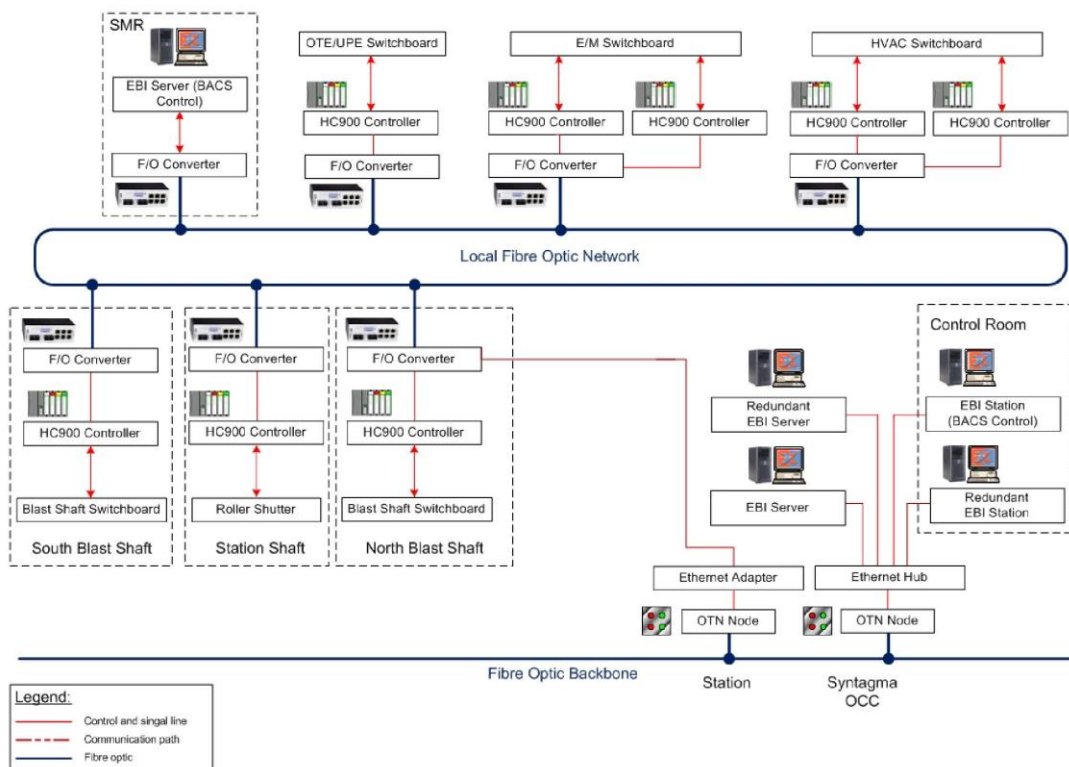 SMR
EBI Server (BACS
Control)
F/O Converter
OTE/UPE Switchboard
HC900 Controller
F/O Converter
E/M Switchboard
HC900 Controller
HC900 Controller
F/O Converter
HVAC Switchboard
HC900 Controller
HC900 Controller
F/O Converter
Local Fibre Optic Network
F/O Converter
HC900 Controller
Blast Shaft Switchboard
South Blast Shaft
F/O Converter
HC900 Controller
Roller Shutter
Station Shaft
F/O Converter
HC900 Controller
Blast Shaft Switchboard
North Blast Shaft
Redundant
EBI Server
EBI Server
Control Room
EBI Station
(BACS Control)
Redundant
EBI Station
Ethernet Adapter
Ethernet Hub
OTN Node
OTN Node
Fibre Optic Backbone
Station
Syntagma
OCC
Legend:
Control and singal line
Communication path
Fibre optic